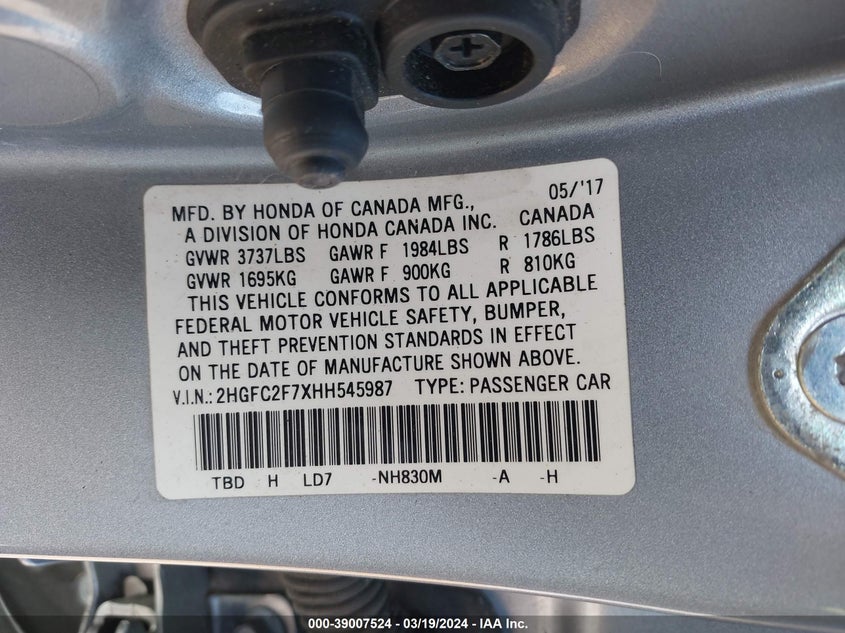 05/'17
MFD. BY HONDA OF CANADA MFG.,
A DIVISION OF HONDA CANADA INC. CANADA
GVWR 3737LBS GAWR F 1984LBS R 1786LBS
GVWR 1695KG GAWR F 900KG R 810KG
THIS VEHICLE CONFORMS TO ALL APPLICABLE
FEDERAL MOTOR VEHICLE SAFETY, BUMPER,
AND THEFT PREVENTION STANDARDS IN EFFECT
ON THE DATE OF MANUFACTURE SHOWN ABOVE.
V.I.N.: 2HGFC2F7XHH545987 TYPE: PASSENGER CAR
TBD H LD7 -NH830M -A -H
000-39007524 / 03/19/2024 - IAA Inc.